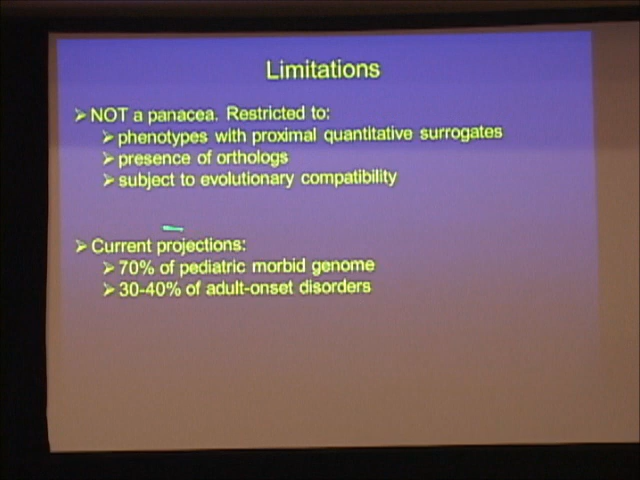 Limitations
➢NOT a panacea. Restricted to:
➢phenotypes with proximal quantitative surrogates
➢presence of orthologs
➢subject to evolutionary compatibility
➢Current projections:
➢70% of pediatric morbid genome
➢30-40% of adult-onset disorders